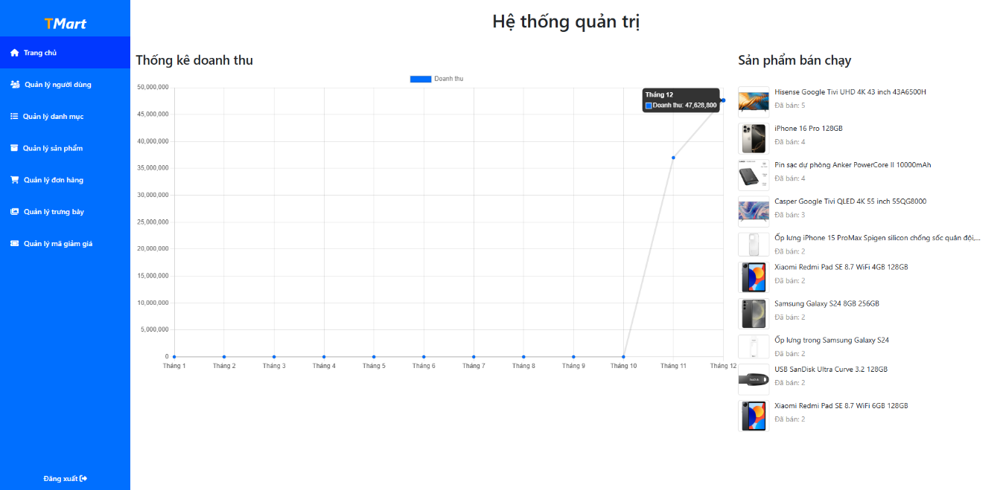 TMart
Trang chủ
Quản lý người dùng
Quản lý danh mục
Quản lý sản phẩm
Quản lý đơn hàng
Quản lý trưng bày
Quản lý mã giảm giá
Đăng xuất
Hệ thống quản trị
Thống kê doanh thu
Doanh thu
50,000,000
45,000,000
40,000,000
35,000,000
30,000,000
25,000,000
20,000,000
15,000,000
10,000,000
5,000,000
0
Tháng 12
Doanh thu: 47,628,800
Tháng 1 Tháng 2 Tháng 3 Tháng 4 Tháng 5 Tháng 6 Tháng 7 Tháng 8 Tháng 9 Tháng 10 Tháng 11 Tháng 12
Sản phẩm bán chạy
Hisense Google Tivi UHD 4K 43 inch 43A6500H
Đã bán: 5
iPhone 16 Pro 128GB
Đã bán: 4
Pin sạc dự phòng Anker PowerCore II 10000mAh
Đã bán: 4
Casper Google Tivi QLED 4K 55 inch 55QG8000
Đã bán: 3
Ốp lưng iPhone 15 ProMax Spigen silicon chống sốc quân đội,...
Đã bán: 2
Xiaomi Redmi Pad SE 8.7 WiFi 4GB 128GB
Đã bán: 2
Samsung Galaxy S24 8GB 256GB
Đã bán: 2
Ốp lưng trong Samsung Galaxy S24
Đã bán: 2
USB SanDisk Ultra Curve 3.2 128GB
Đã bán: 2
Xiaomi Redmi Pad SE 8.7 WiFi 6GB 128GB
Đã bán: 2